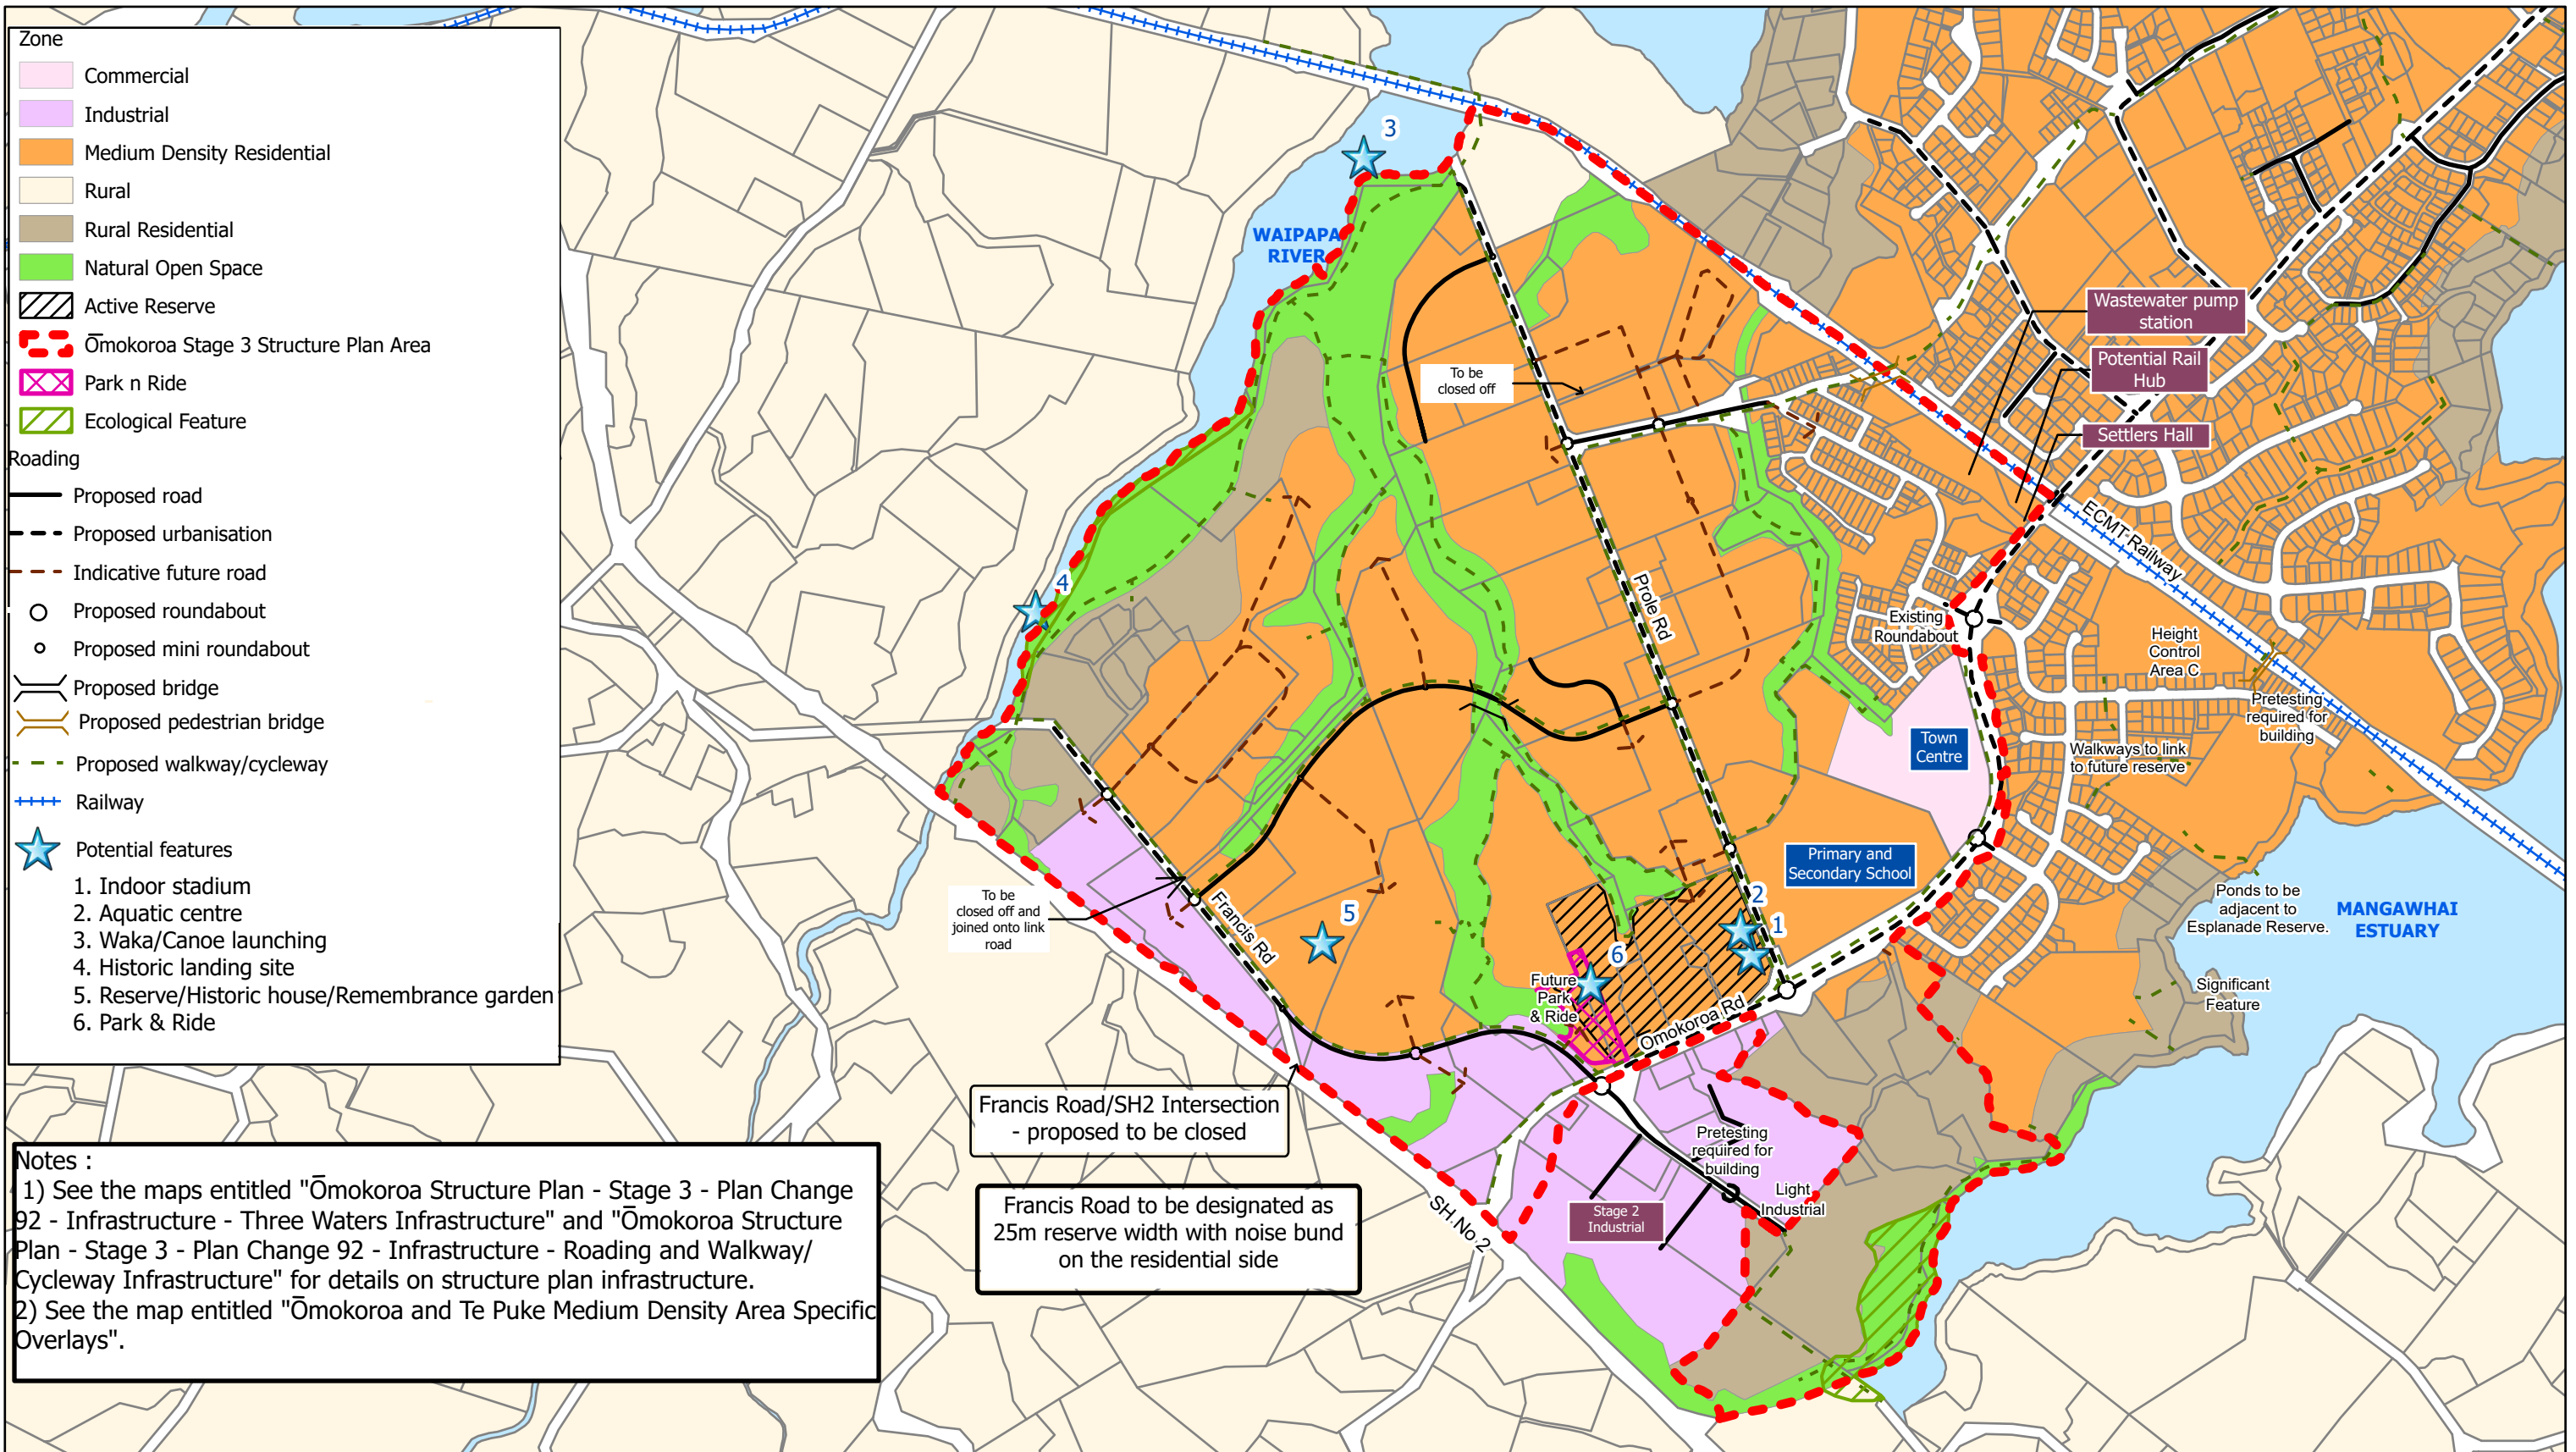 Zone
Commercial
Industrial
Medium Density Residential
Rural
Rural Residential
Natural Open Space
Active Reserve
Ōmokoroa Stage 3 Structure Plan Area
Park n Ride
Ecological Feature
Roading
Proposed road
Proposed urbanisation
Indicative future road
Proposed roundabout
Proposed mini roundabout
Proposed bridge
Proposed pedestrian bridge
Proposed walkway/cycleway
Railway
Potential features
1. Indoor stadium
2. Aquatic centre
3. Waka/Canoe launching
4. Historic landing site
5. Reserve/Historic house/Remembrance garden
6. Park & Ride
Notes :
1) See the maps entitled "Ōmokoroa Structure Plan - Stage 3 - Plan Change
92 - Infrastructure - Three Waters Infrastructure" and "Ōmokoroa Structure
Plan - Stage 3 - Plan Change 92 - Infrastructure - Roading and Walkway/
Cycleway Infrastructure" for details on structure plan infrastructure.
2) See the map entitled "Ōmokoroa and Te Puke Medium Density Area Specific
Overlays".
3
WAIPAPA
RIVER
To be
closed off
4
Wastewater pump
station
Potential Rail
Hub
Settlers Hall
ECMT Railway
Prole Rd
Existing
Roundabout
Height
Control
Area C
Pretesting
required for
building
Walkways to link
to future reserve
Town
Centre
Primary and
Secondary School
Ponds to be
adjacent to
Esplanade Reserve.
MANGAWHAI
ESTUARY
Significant
Feature
To be
closed off and
joined onto link
road
Francis Rd
5
2
1
6
Future
Park
& Ride
Omokoroa Rd
Francis Road/SH2 Intersection
- proposed to be closed
Francis Road to be designated as
25m reserve width with noise bund
on the residential side
SH.No 2
Pretesting
required for
building
Light
Industrial
Stage 2
Industrial